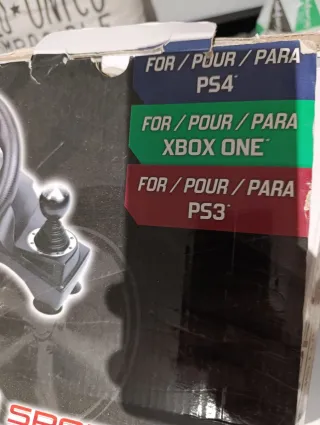 FOR / POUR / PARA
PS4*
FOR / POUR / PARA
XBOX ONE*
FOR / POUR / PARA
PS3*